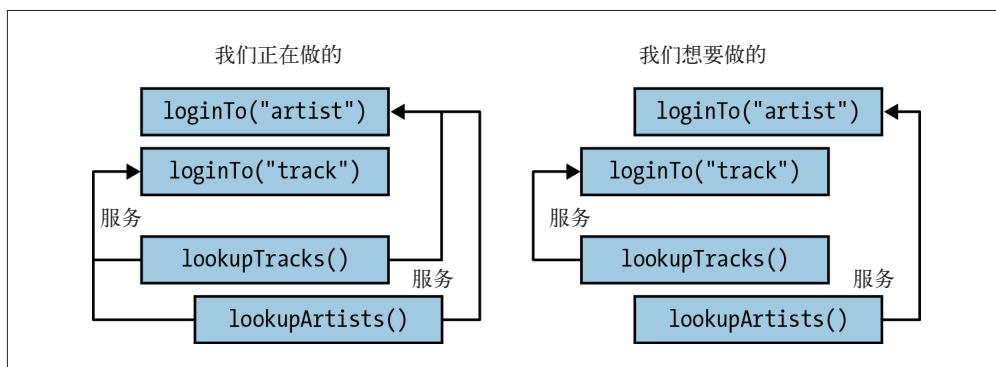 我们正在做的
loginTo("artist")
loginTo("track")
服务
lookupTracks()
服务
lookupArtists()
我们想要做的
loginTo("artist")
loginTo("track")
服务
lookupTracks()
服务
lookupArtists()